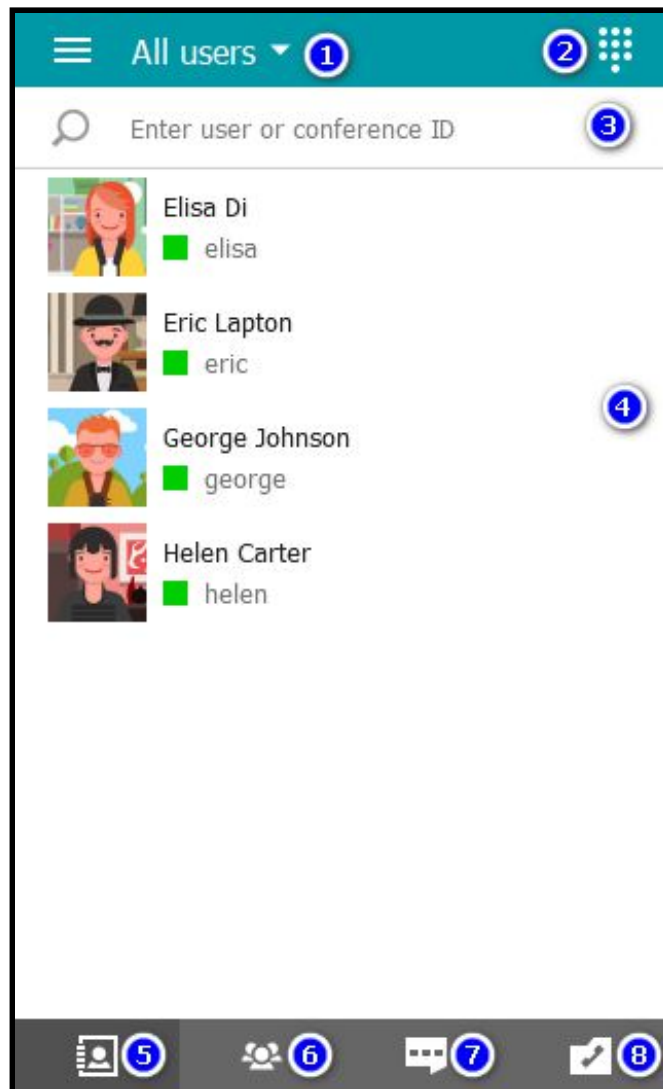 All users 1 2
Enter user or conference ID 3
Elisa Di
elisa
Eric Lapton
eric
4
George Johnson
george
Helen Carter
helen
5 6 7 8